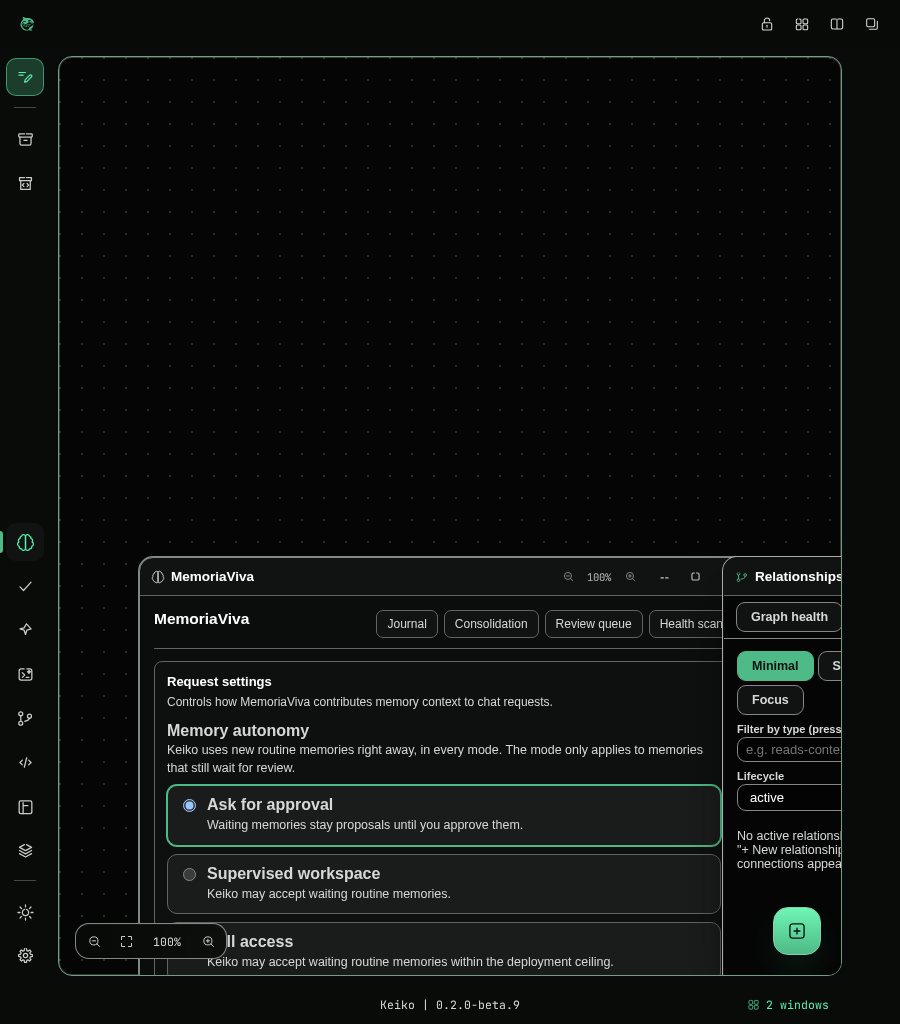 MemoriaViva
100%
Relationships
MemoriaViva
Journal
Consolidation
Review queue
Health scan
Graph health
Request settings
Controls how MemoriaViva contributes memory context to chat requests.
Memory autonomy
Keiko uses new routine memories right away, in every mode. The mode only applies to memories
that still wait for review.
Ask for approval
Waiting memories stay proposals until you approve them.
Supervised workspace
Keiko may accept waiting routine memories.
ll access
Keiko may accept waiting routine memories within the deployment ceiling.
Minimal
S
Focus
Filter by type (press
e.g. reads-conte
Lifecycle
active
No active relations
"+ New relationship
connections appea
100%
Keiko | 0.2.0-beta.9
2 windows